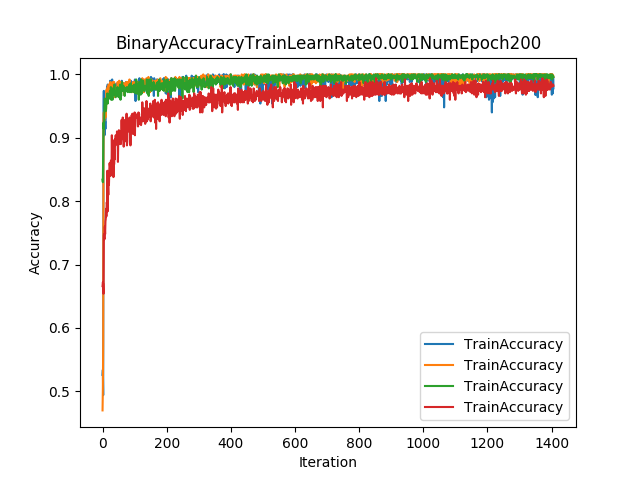 BinaryAccuracyTrainLearnRate0.001NumEpoch200
1.0
0.9
0.8
0.7
0.6
0.5
Accuracy
0 200 400 600 800 1000 1200 1400
Iteration
TrainAccuracy
TrainAccuracy
TrainAccuracy
TrainAccuracy